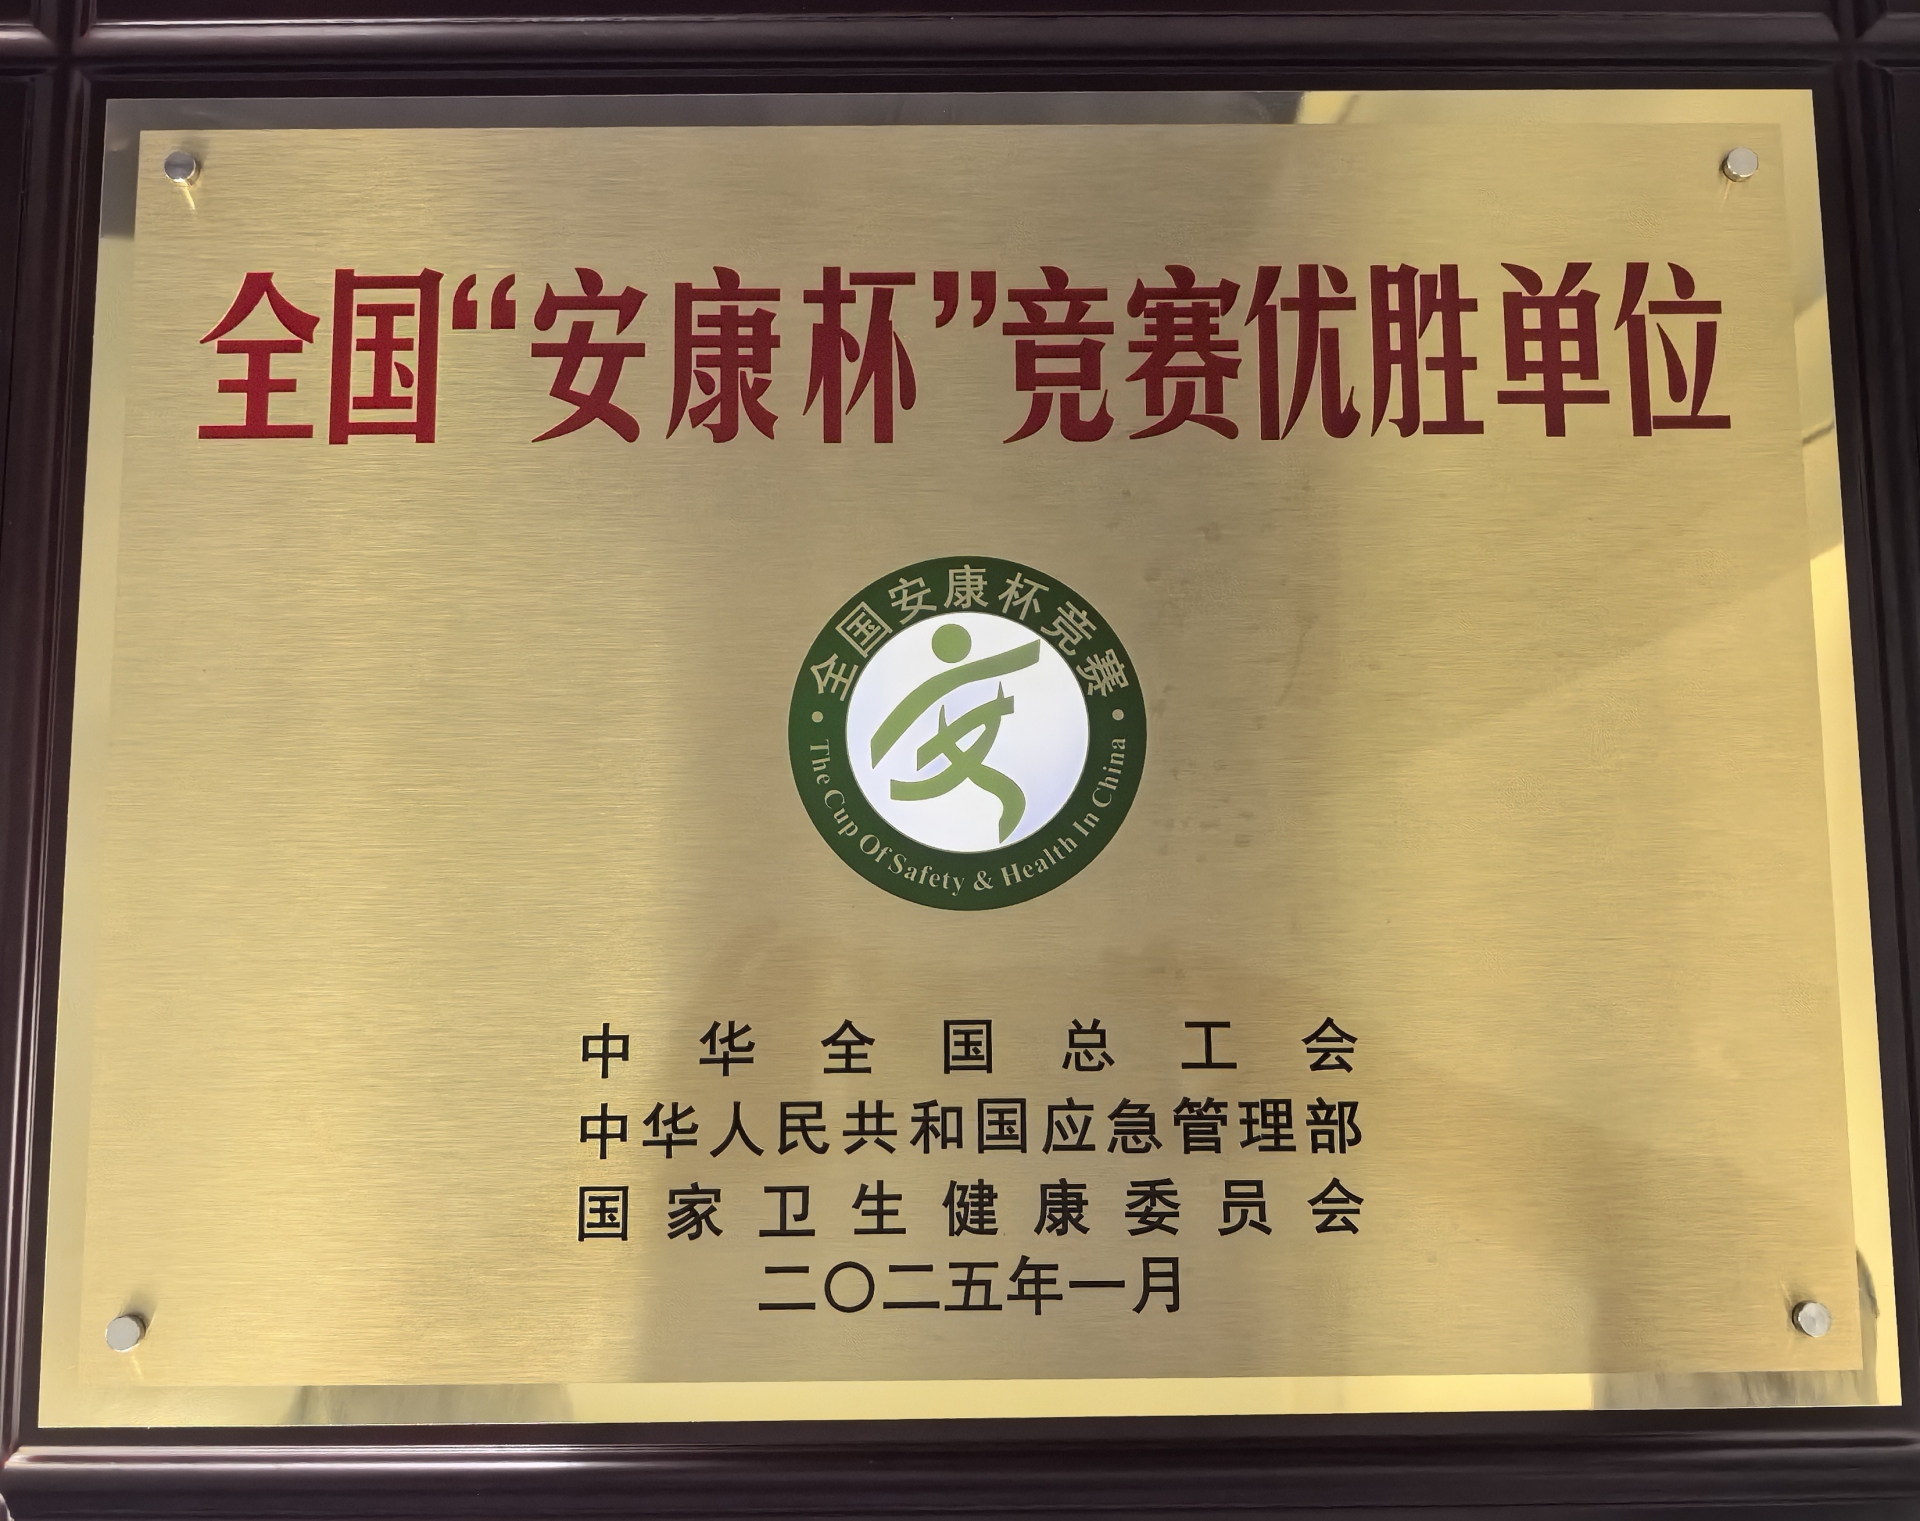 全国“安康杯”竞赛优胜单位
全国安康杯竞赛
The Cup Of Safety & Health In China
中华全国总工会
中华人民共和国应急管理部
国家卫生健康委员会
二〇二五年一月